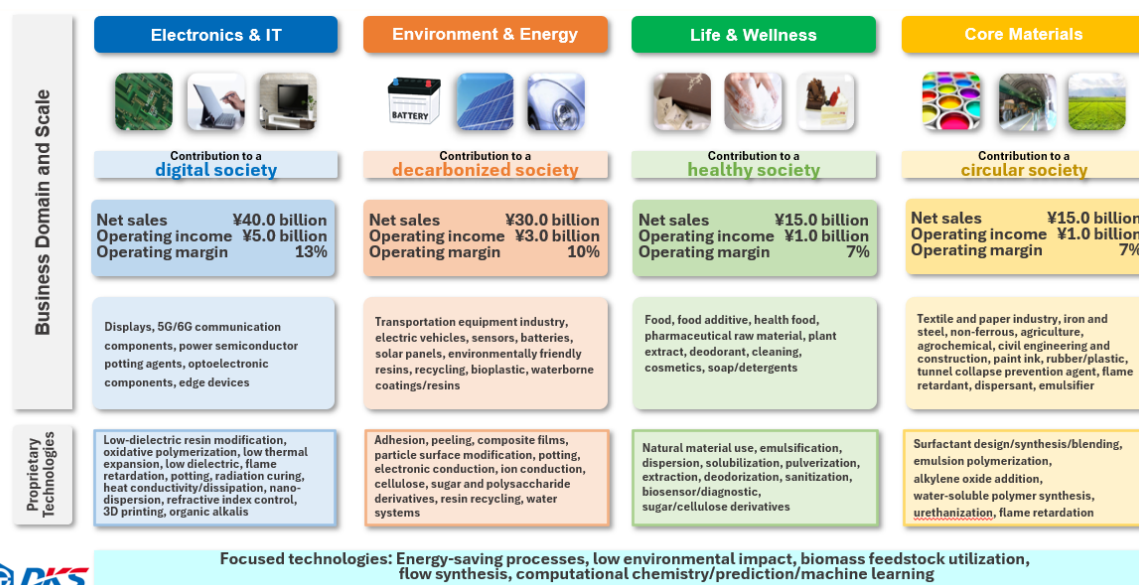 Business Domain and Scale
Electronics & IT
Environment & Energy
Life & Wellness
Core Materials
BATTERY
Contribution to a
digital society
Contribution to a
decarbonized society
Contribution to a
healthy society
Contribution to a
circular society
Net sales ¥40.0 billion
Operating income ¥5.0 billion
Operating margin 13%
Net sales ¥30.0 billion
Operating income ¥3.0 billion
Operating margin 10%
Net sales ¥15.0 billion
Operating income ¥1.0 billion
Operating margin 7%
Net sales ¥15.0 billion
Operating income ¥1.0 billion
Operating margin 7%
Displays, 5G/6G communication
components, power semiconductor
potting agents, optoelectronic
components, edge devices
Transportation equipment industry,
electric vehicles, sensors, batteries,
solar panels, environmentally friendly
resins, recycling, bioplastic, waterborne
coatings/resins
Food, food additive, health food,
pharmaceutical raw material, plant
extract, deodorant, cleaning,
cosmetics, soap/detergents
Textile and paper industry, iron and
steel, non-ferrous, agriculture,
agrochemical, civil engineering and
construction, paint ink, rubber/plastic,
tunnel collapse prevention agent, flame
retardant, dispersant, emulsifier
Proprietary
Technologies
Low-dielectric resin modification,
oxidative polymerization, low thermal
expansion, low dielectric, flame
retardation, potting, radiation curing,
heat conductivity/dissipation, nano-
dispersion, refractive index control,
3D printing, organic alkalis
Adhesion, peeling, composite films,
particle surface modification, potting,
electronic conduction, ion conduction,
cellulose, sugar and polysaccharide
derivatives, resin recycling, water
systems
Natural material use, emulsification,
dispersion, solubilization, pulverization,
extraction, deodorization, sanitization,
biosensor/diagnostic,
sugar/cellulose derivatives
Surfactant design/synthesis/blending,
emulsion polymerization,
alkylene oxide addition,
water-soluble polymer synthesis,
urethanization, flame retardation
DKS
Focused technologies: Energy-saving processes, low environmental impact, biomass feedstock utilization,
flow synthesis, computational chemistry/prediction/machine learning